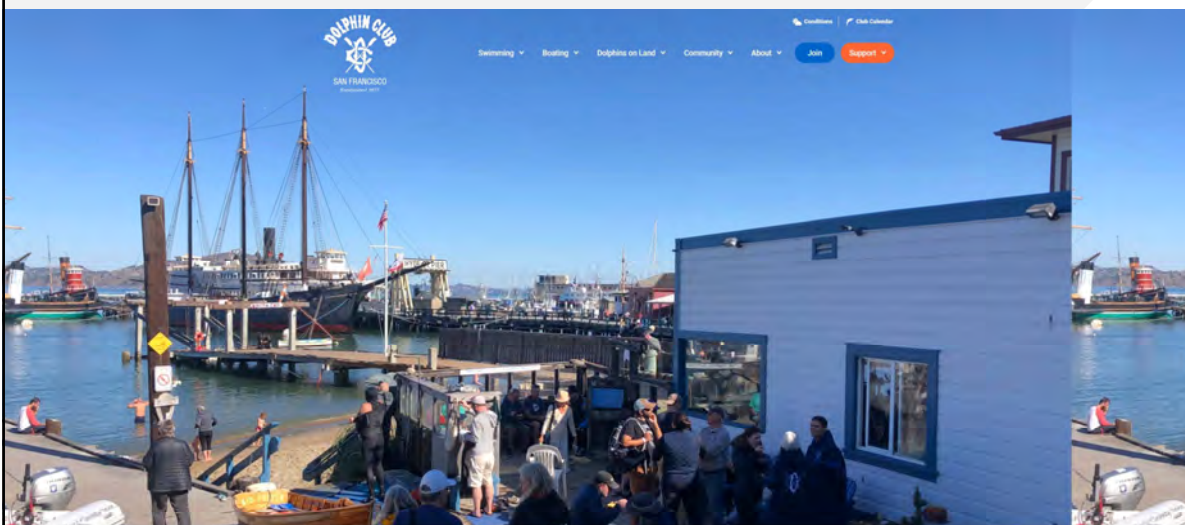 DOLPHIN CLUB
SAN FRANCISCO
Conditions
Club Calendar
Swimming
Boating
Dolphins on Land
Community
About
Join
Support